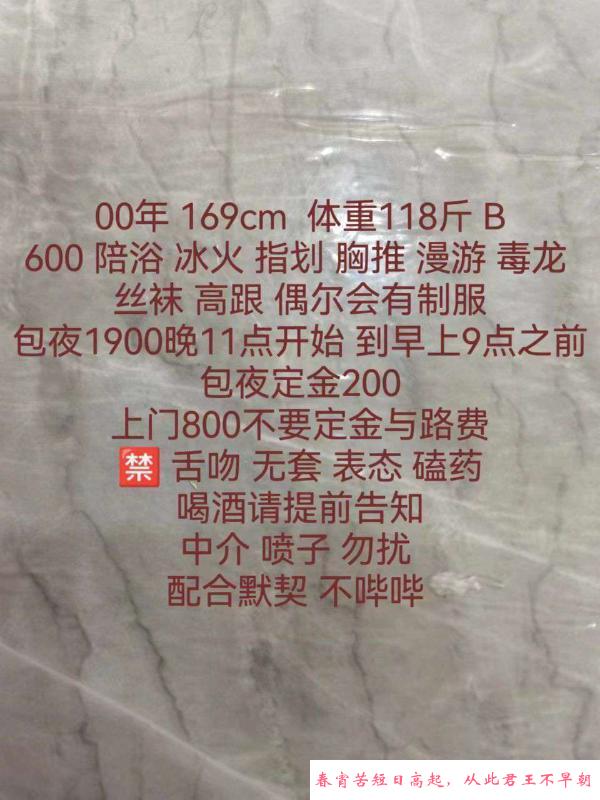 00年 169cm 体重118斤 B
600 陪浴 冰火 指划 胸推 漫游 毒龙
丝袜 高跟 偶尔会有制服
包夜1900晚11点开始 到早上9点之前
包夜定金200
上门800不要定金与路费
🈲 舌吻 无套 表态 磕药
喝酒请提前告知
中介 喷子 勿扰
配合默契 不哔哔
春宵苦短日高起，从此君王不早朝